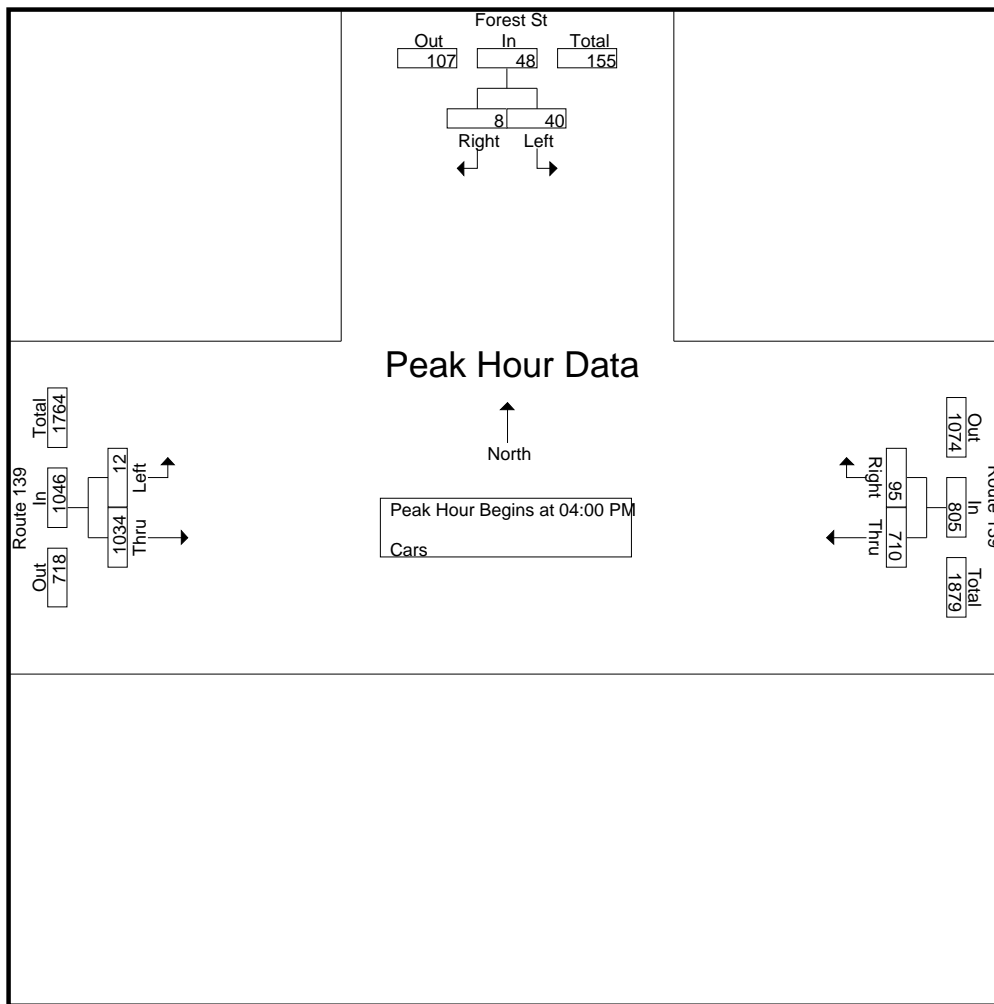 Forest St
Out In Total
107 48 155
8 40
Right Left
Peak Hour Data
North
Peak Hour Begins at 04:00 PM
Cars
Route 139
Out In Total
718 1046 1764
12 1034
Left Thru
Route 139
Out In Total
1074 805 1879
95 710
Right Thru